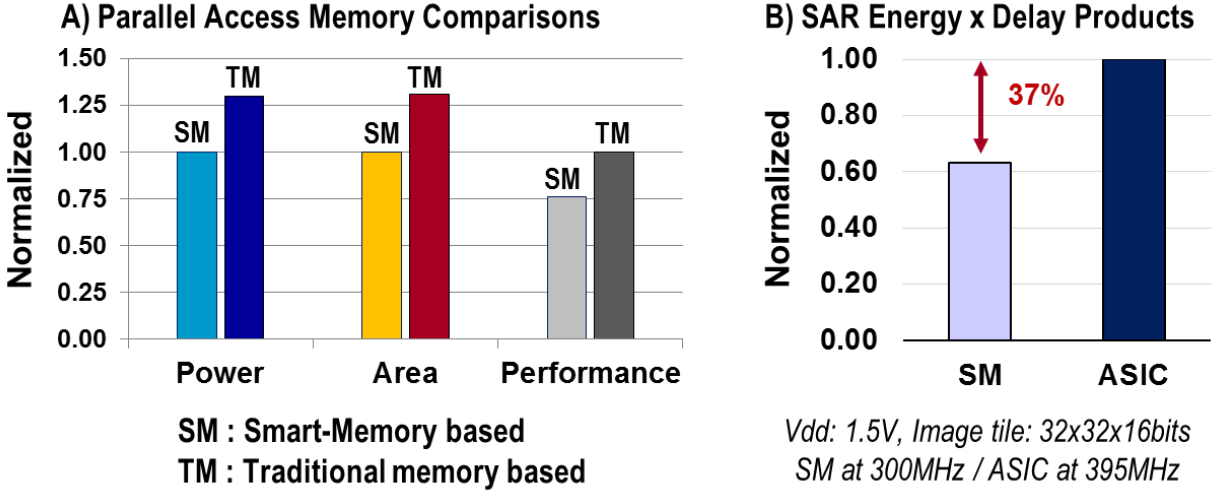 A) Parallel Access Memory Comparisons
Normalized
1.50
1.25
1.00
0.75
0.50
0.25
0.00
SM
TM
SM
TM
SM
TM
Power
Area
Performance
SM : Smart-Memory based
TM : Traditional memory based
B) SAR Energy x Delay Products
Normalized
1.00
0.80
0.60
0.40
0.20
0.00
37%
SM
ASIC
Vdd: 1.5V, Image tile: 32x32x16bits
SM at 300MHz / ASIC at 395MHz